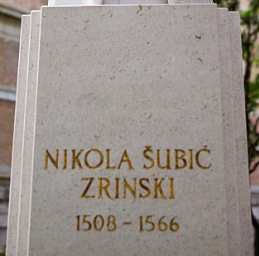 NIKOLA ŠUBIĆ
ZRINSKI
1508 - 1566